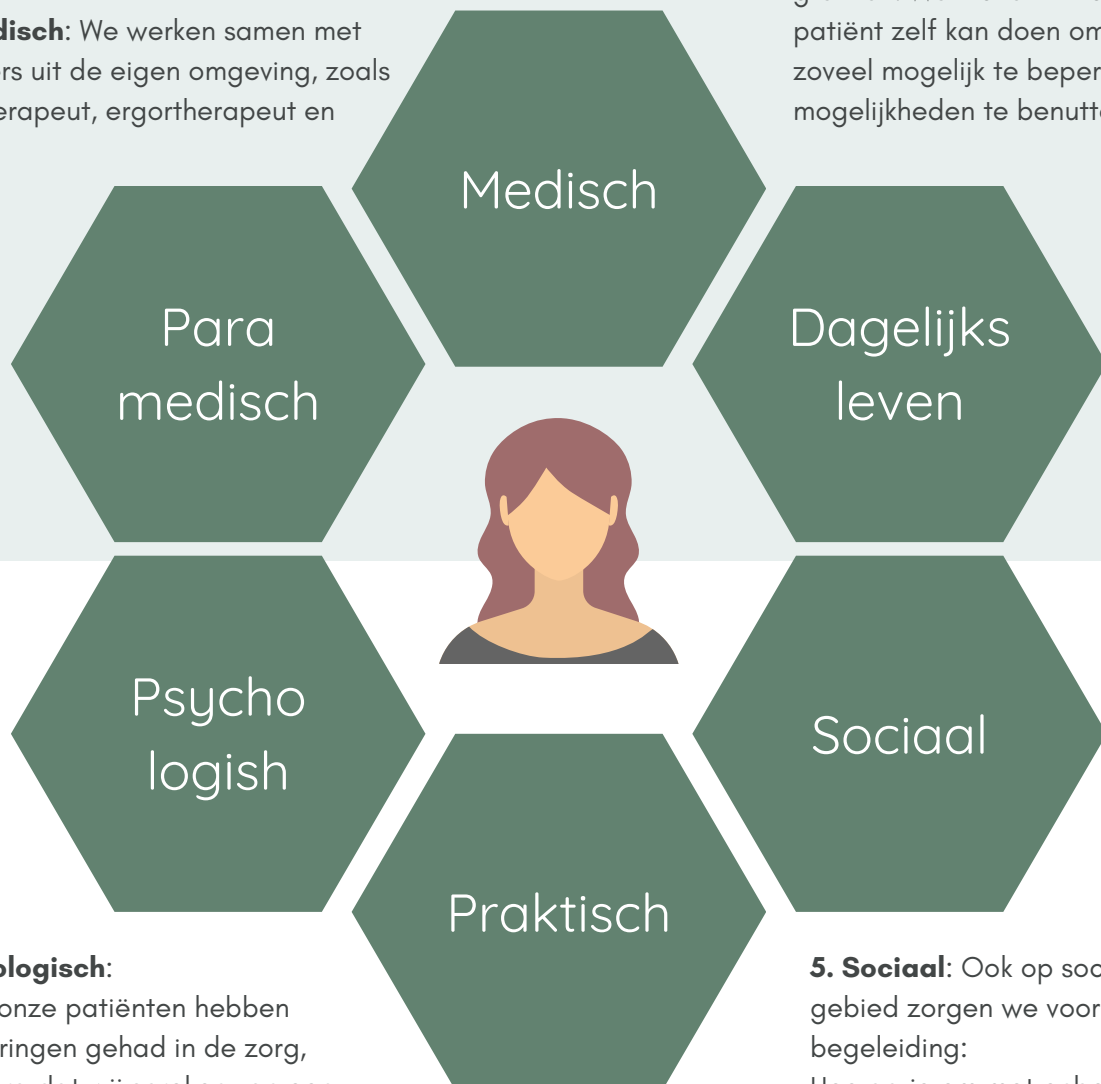 disch: We werken samen met
rs uit de eigen omgeving, zoals
erapeut, ergortherapeut en
patiënt zelf kan doen om
zoveel mogelijk te beper
mogelijkheden te benutt
Medisch
Para
medisch
Dagelijks
leven
Psycho
logish
Sociaal
Praktisch
ologisch:
onze patiënten hebben
ringen gehad in de zorg,
5. Sociaal: Ook op soc
gebied zorgen we voor
begeleiding: